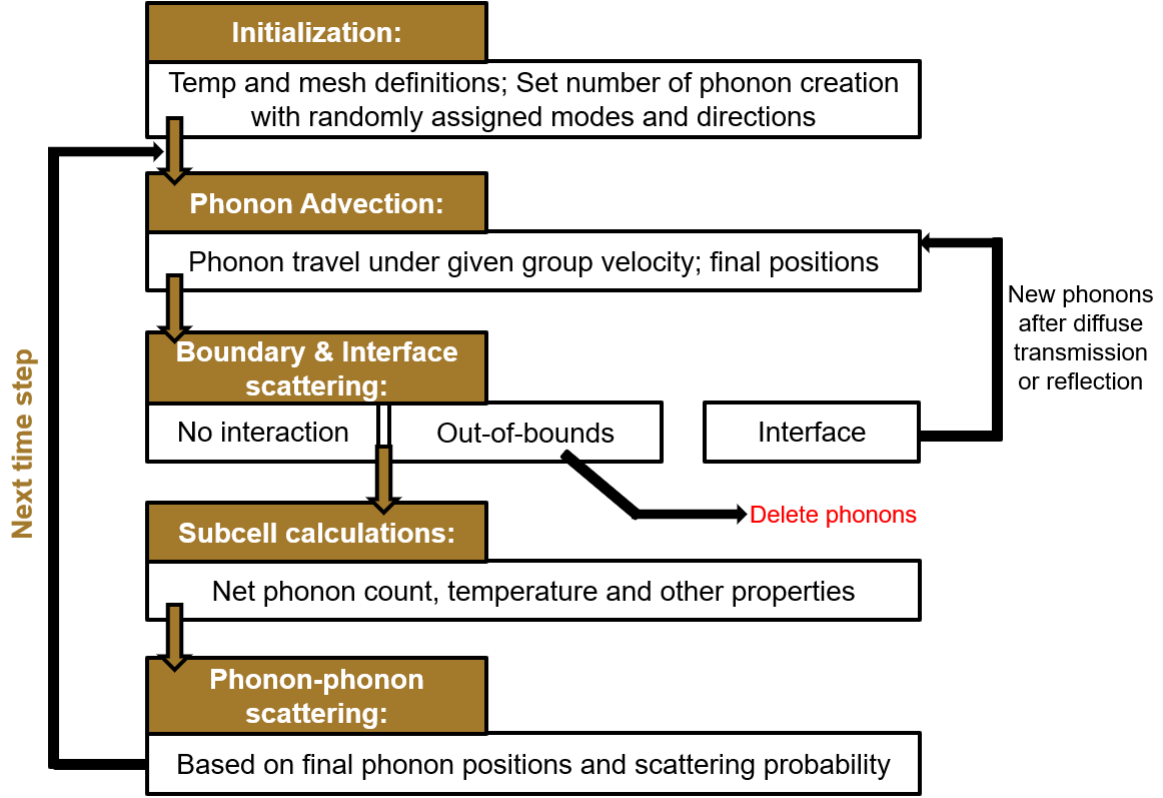 Initialization:
Temp and mesh definitions; Set number of phonon creation
with randomly assigned modes and directions
Phonon Advection:
Phonon travel under given group velocity; final positions
New phonons
after diffuse
transmission
or reflection
Boundary & Interface
scattering:
No interaction
Out-of-bounds
Interface
Delete phonons
Subcell calculations:
Net phonon count, temperature and other properties
Phonon-phonon
scattering:
Based on final phonon positions and scattering probability
Next time step